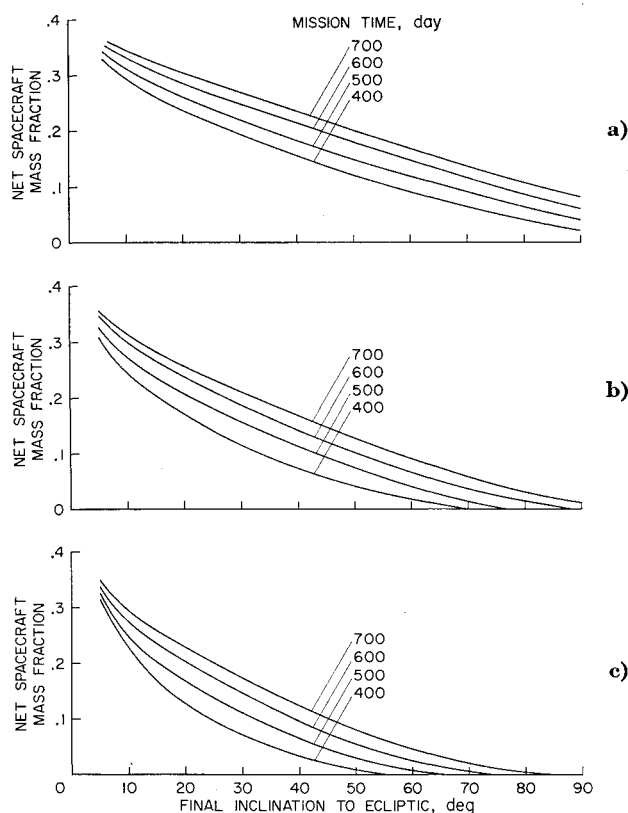 MISSION TIME, day
700
600
500
400
.4
.3
.2
.1
0
NET SPACECRAFT
MASS FRACTION
a)
.4
.3
.2
.1
0
NET SPACECRAFT
MASS FRACTION
700
600
500
400
b)
.4
.3
.2
.1
NET SPACECRAFT
MASS FRACTION
700
600
500
400
c)
0 10 20 30 40 50 60 70 80 90
FINAL INCLINATION TO ECLIPTIC, deg